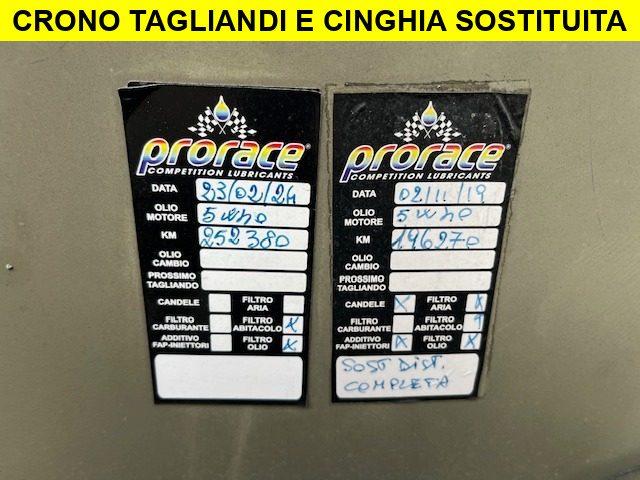 CRONO TAGLIANDI E CINGHIA SOSTITUITA
prorace®
COMPETITION LUBRICANTS
DATA 23/02/24
OLIO MOTORE 5W40
KM 252380
OLIO CAMBIO
PROSSIMO TAGLIANDO
CANDELE FILTRO ARIA
FILTRO CARBURANTE FILTRO ABITACOLO X
ADDITIVO FAP-INIETTORI FILTRO OLIO X
prorace®
COMPETITION LUBRICANTS
DATA 02/11/19
OLIO MOTORE 5W40
KM 196270
OLIO CAMBIO
PROSSIMO TAGLIANDO
CANDELE X FILTRO ARIA X
FILTRO CARBURANTE FILTRO ABITACOLO
ADDITIVO FAP-INIETTORI X FILTRO OLIO X
SOST DIST.
COMPLETA